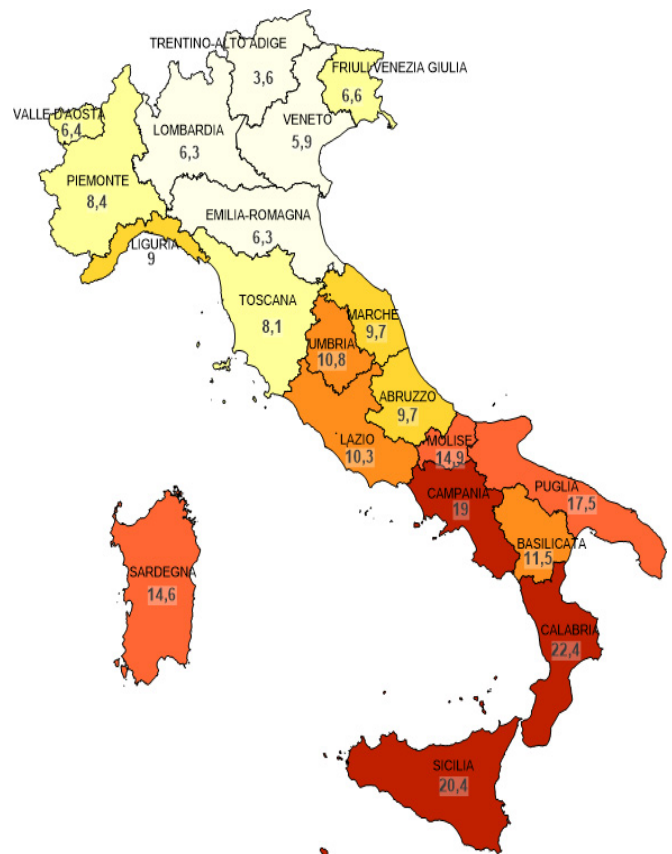 TRENTINO-ALTO ADIGE
3,6
FRIULI VENEZIA GIULIA
6,6
VALLE D'AOSTA
6,4
LOMBARDIA
6,3
VENETO
5,9
PIEMONTE
8,4
EMILIA-ROMAGNA
6,3
LIGURIA
9
TOSCANA
8,1
MARCHE
9,7
UMBRIA
10,8
ABRUZZO
9,7
LAZIO
10,3
MOLISE
14,9
CAMPANIA
19
PUGLIA
17,5
BASILICATA
11,5
SARDEGNA
14,6
CALABRIA
22,4
SICILIA
20,4